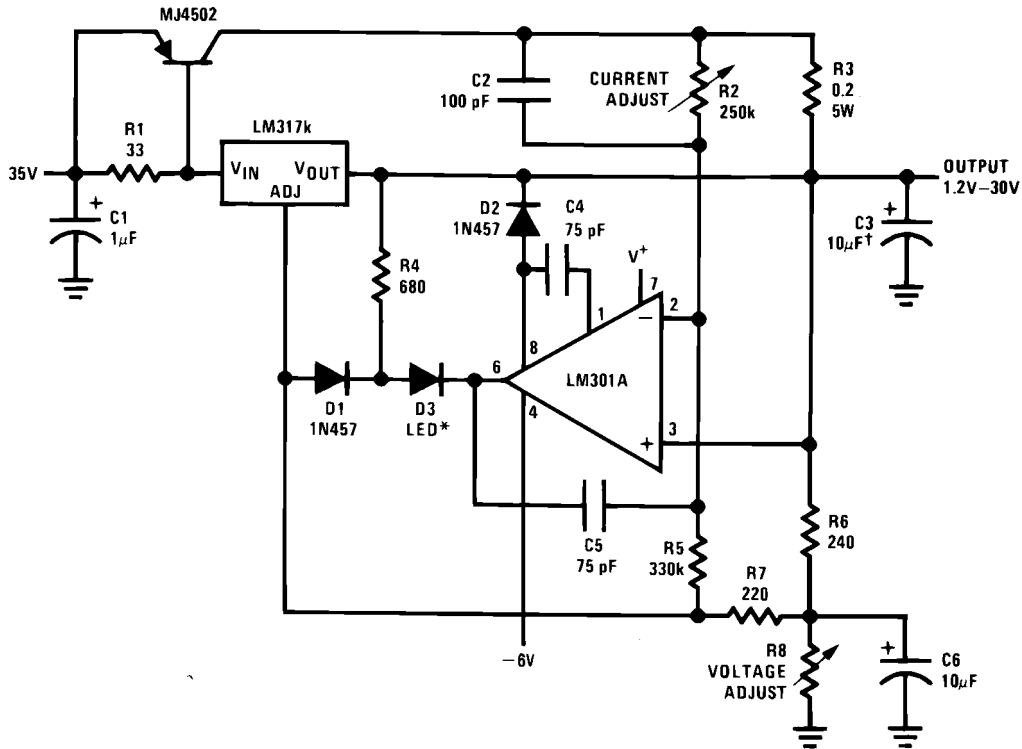 MJ4502
C2
100 pF
CURRENT
ADJUST
R2
250k
R3
0.2
5W
R1
33
LM317k
35V
VIN
VOUT
ADJ
OUTPUT
1.2V–30V
+
C1
1μF
D2
1N457
C4
75 pF
+
C3
10μF†
R4
680
V+
7
1
2
−
8
6
LM301A
D1
1N457
D3
LED*
4
3
+
C5
75 pF
R5
330k
R6
240
R7
220
−6V
R8
VOLTAGE
ADJUST
+
C6
10μF